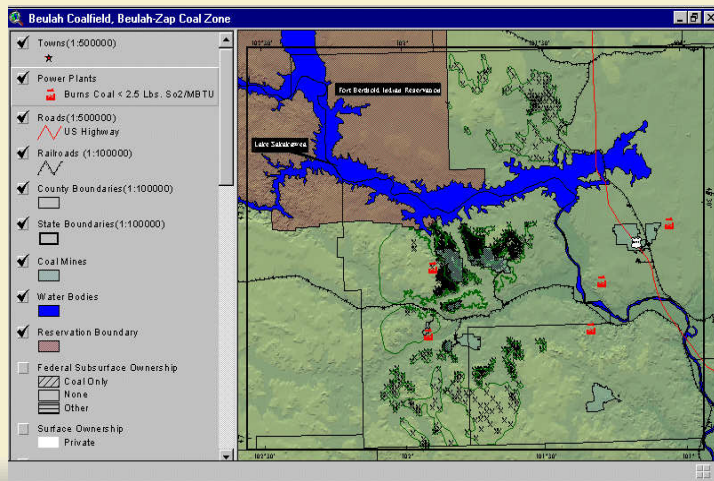 Beulah Coalfield, Beulah-Zap Coal Zone
Towns(1:500000)
Power Plants
Burns Coal < 2.5 Lbs. So2/MBTU
Roads(1:500000)
US Highway
Railroads (1:100000)
County Boundaries(1:100000)
State Boundaries(1:100000)
Coal Mines
Water Bodies
Reservation Boundary
Federal Subsurface Ownership
Coal Only
None
Other
Surface Ownership
Private
Fort Berthold Indian Reservation
Lake Sakakawea